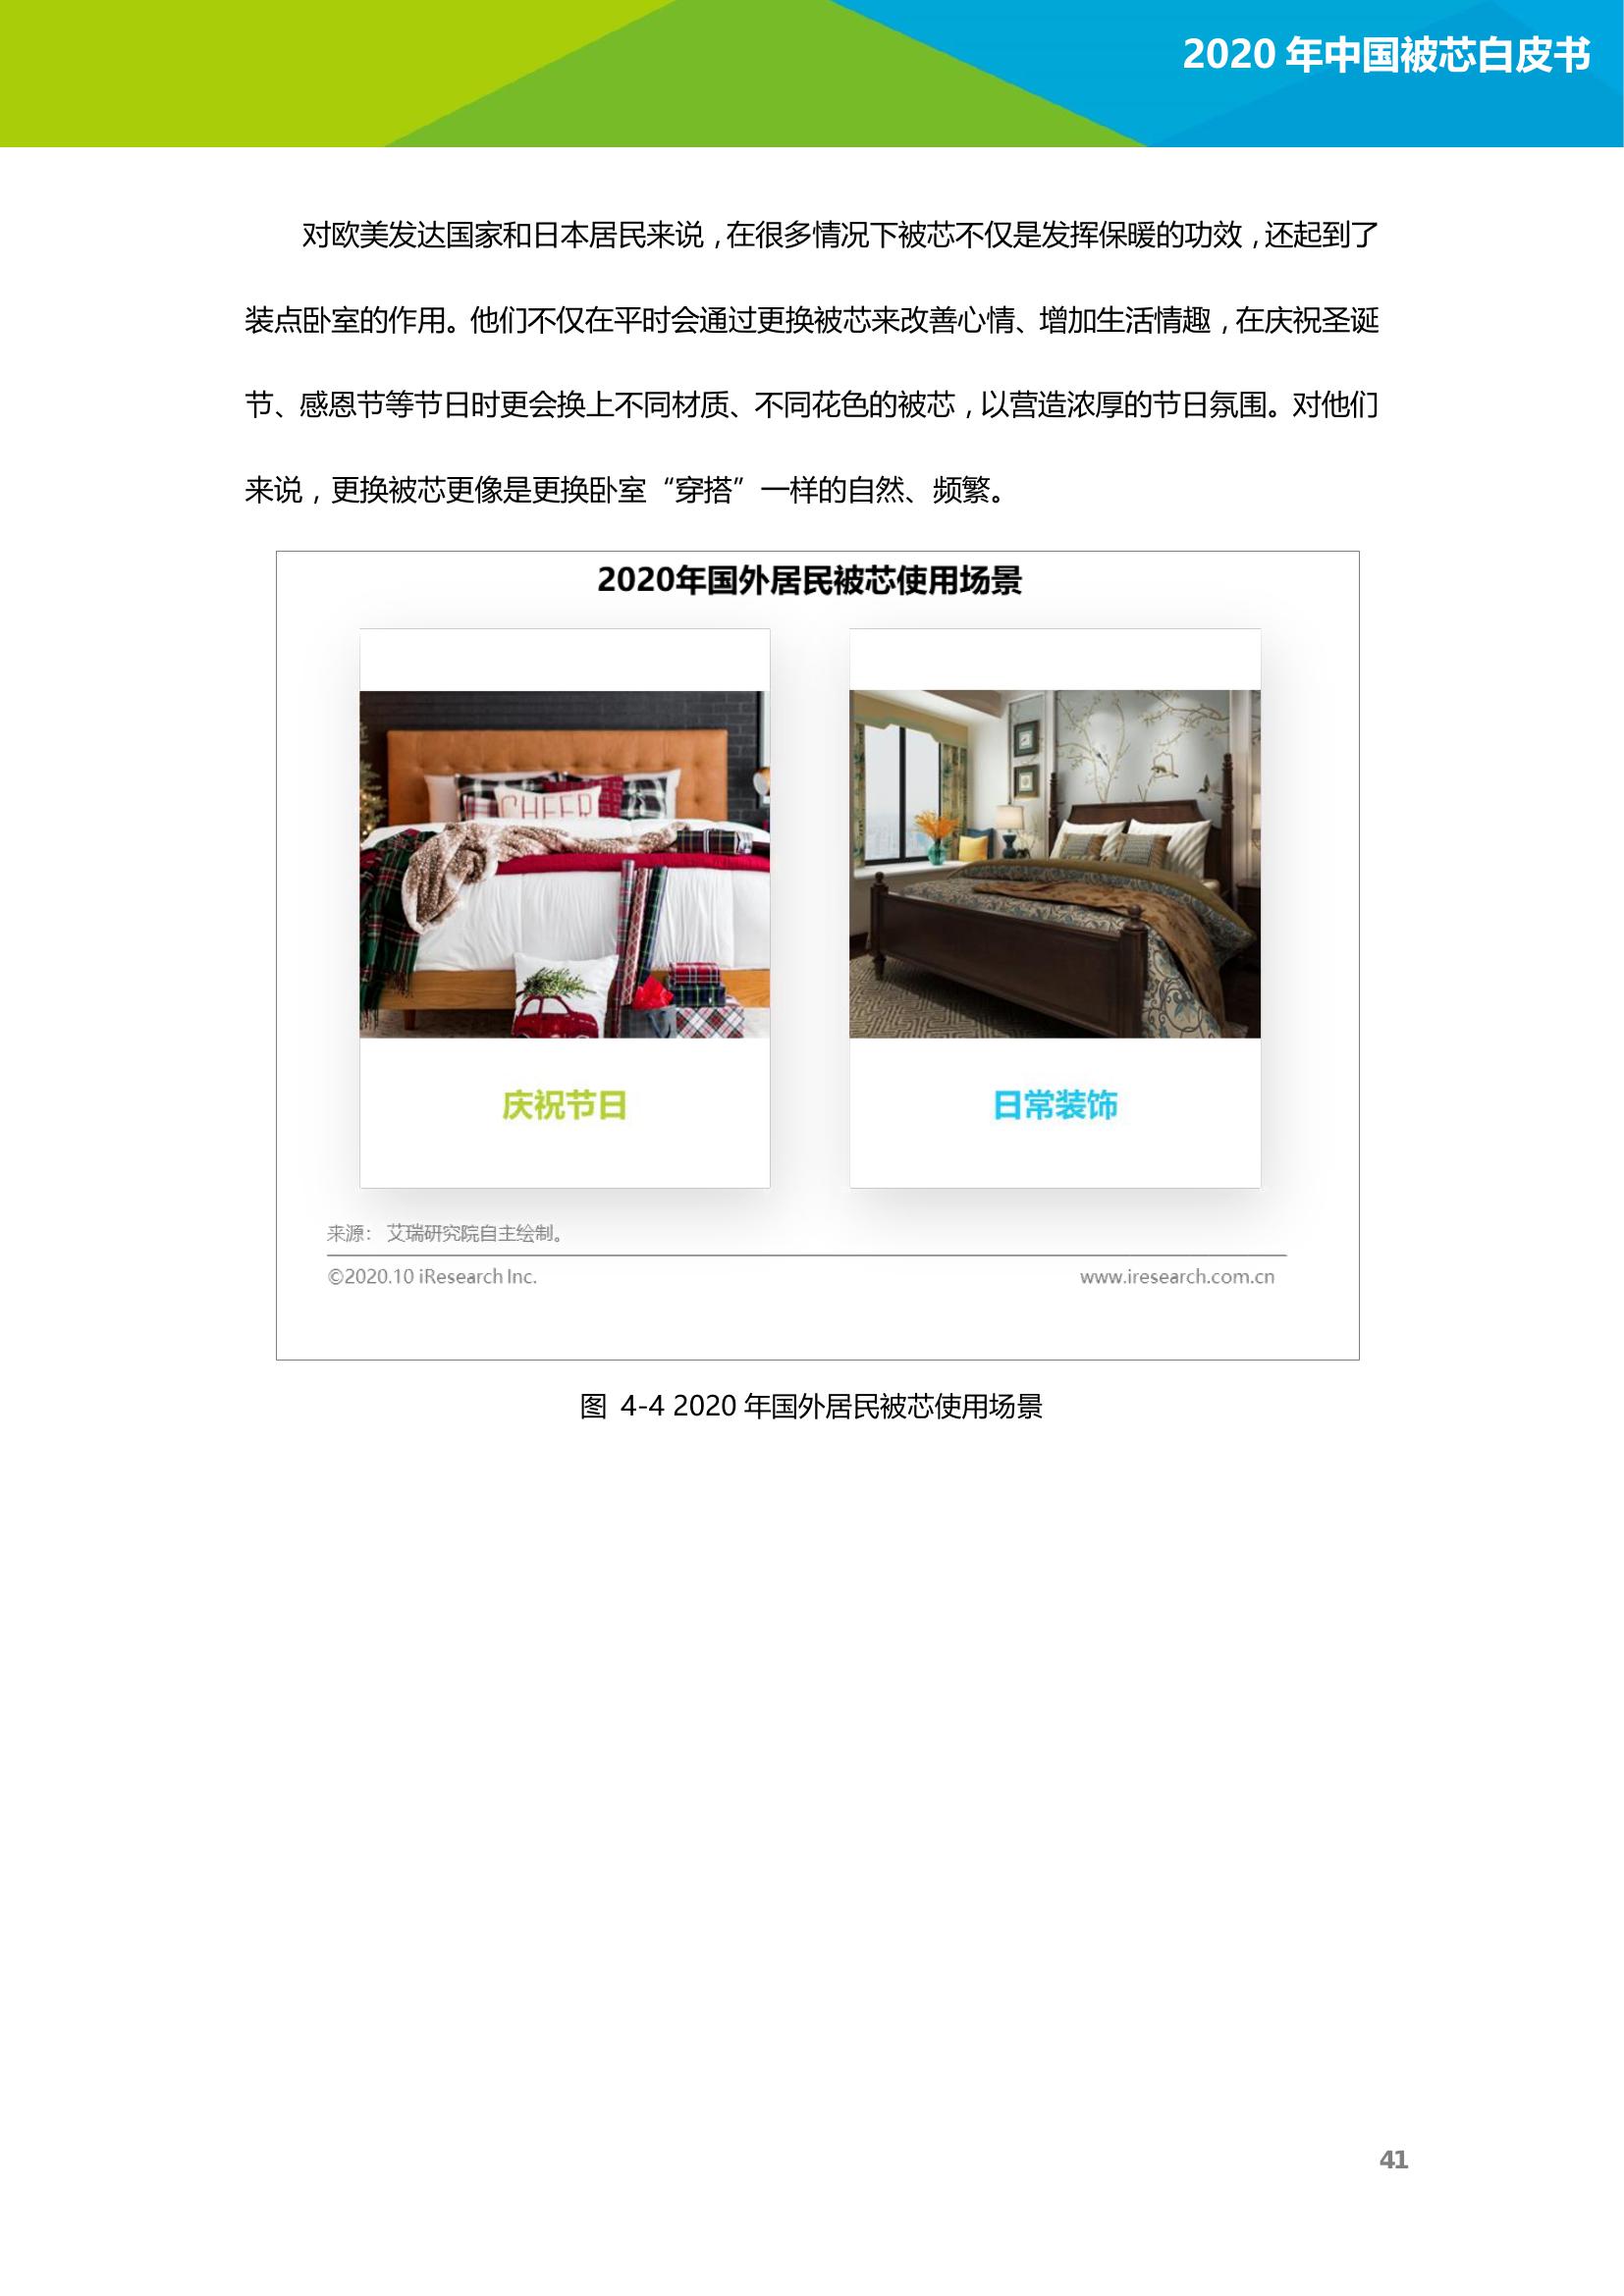 2020 年中国被芯白皮书
对欧美发达国家和日本居民来说，在很多情况下被芯不仅是发挥保暖的功效，还起到了
装点卧室的作用。他们不仅在平时会通过更换被芯来改善心情、增加生活情趣，在庆祝圣诞
节、感恩节等节日时更会换上不同材质、不同花色的被芯，以营造浓厚的节日氛围。对他们
来说，更换被芯更像是更换卧室“穿搭”一样的自然、频繁。
2020年国外居民被芯使用场景
CHEER
庆祝节日
日常装饰
来源： 艾瑞研究院自主绘制。
©2020.10 iResearch Inc.
www.iresearch.com.cn
图 4-4 2020 年国外居民被芯使用场景
41